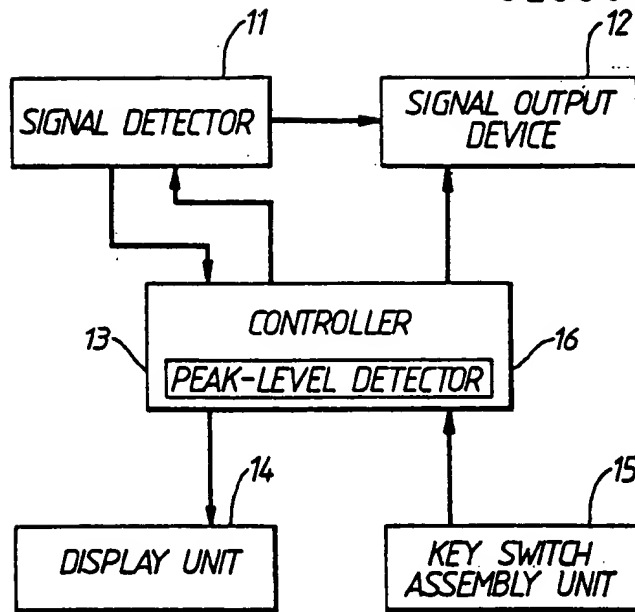 11
12
SIGNAL DETECTOR
SIGNAL OUTPUT
DEVICE
CONTROLLER
13
16
PEAK-LEVEL DETECTOR
14
15
DISPLAY UNIT
KEY SWITCH
ASSEMBLY UNIT